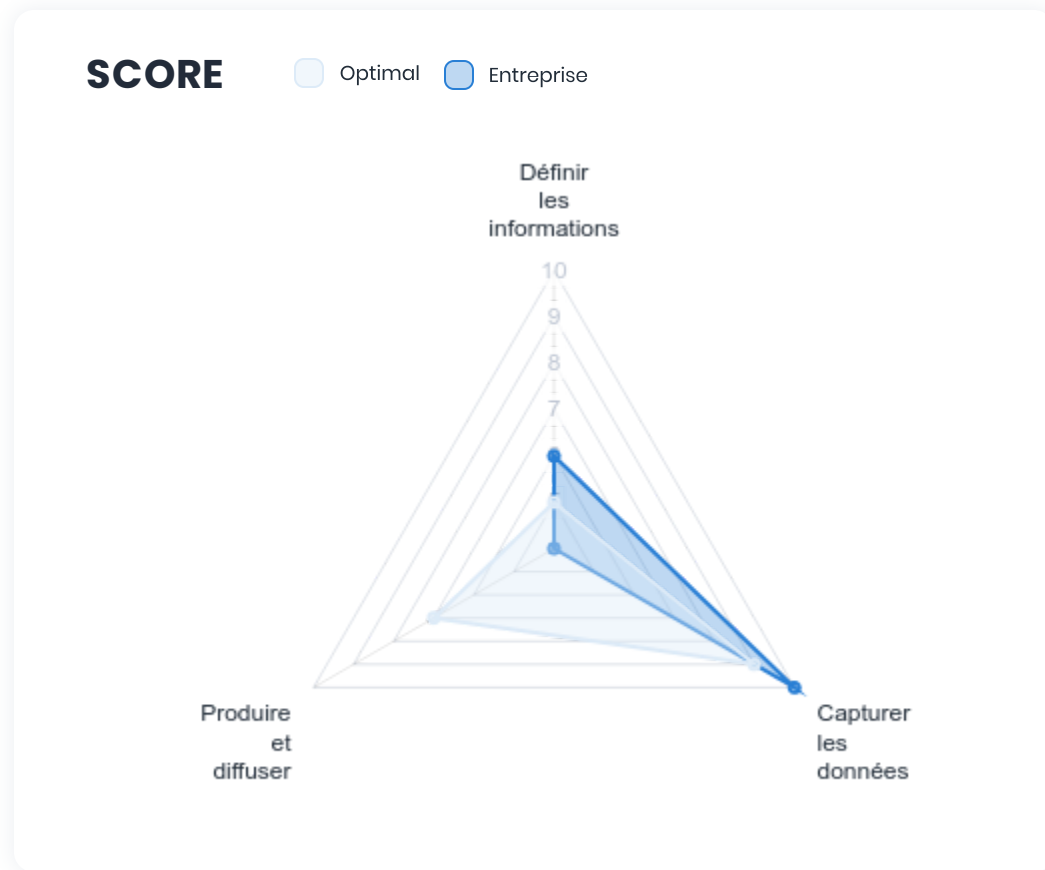 SCORE
Optimal
Entreprise
Définir
les
informations
10
9
8
7
Produire
et
diffuser
Capturer
les
données